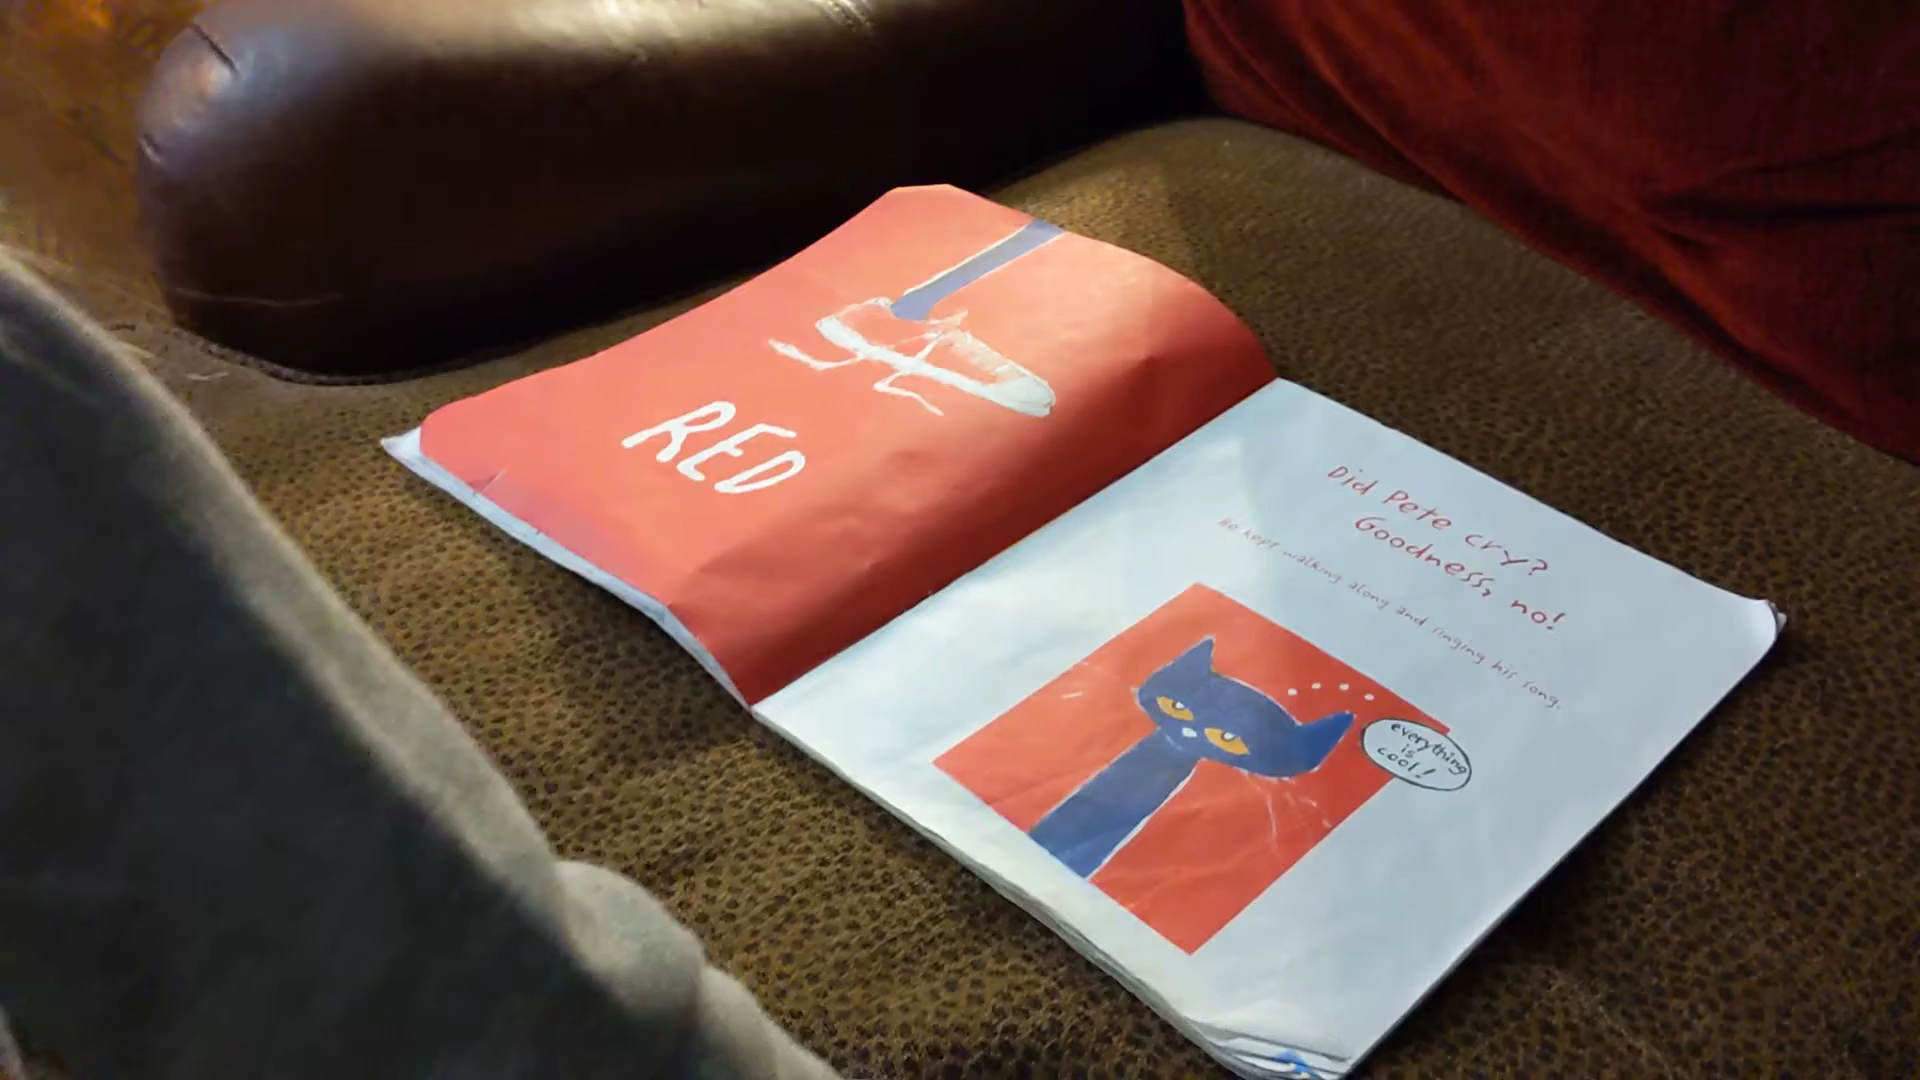 RED
Did Pete cry?
Goodness, no!
He kept walking along and singing his song.
everything
is
cool!